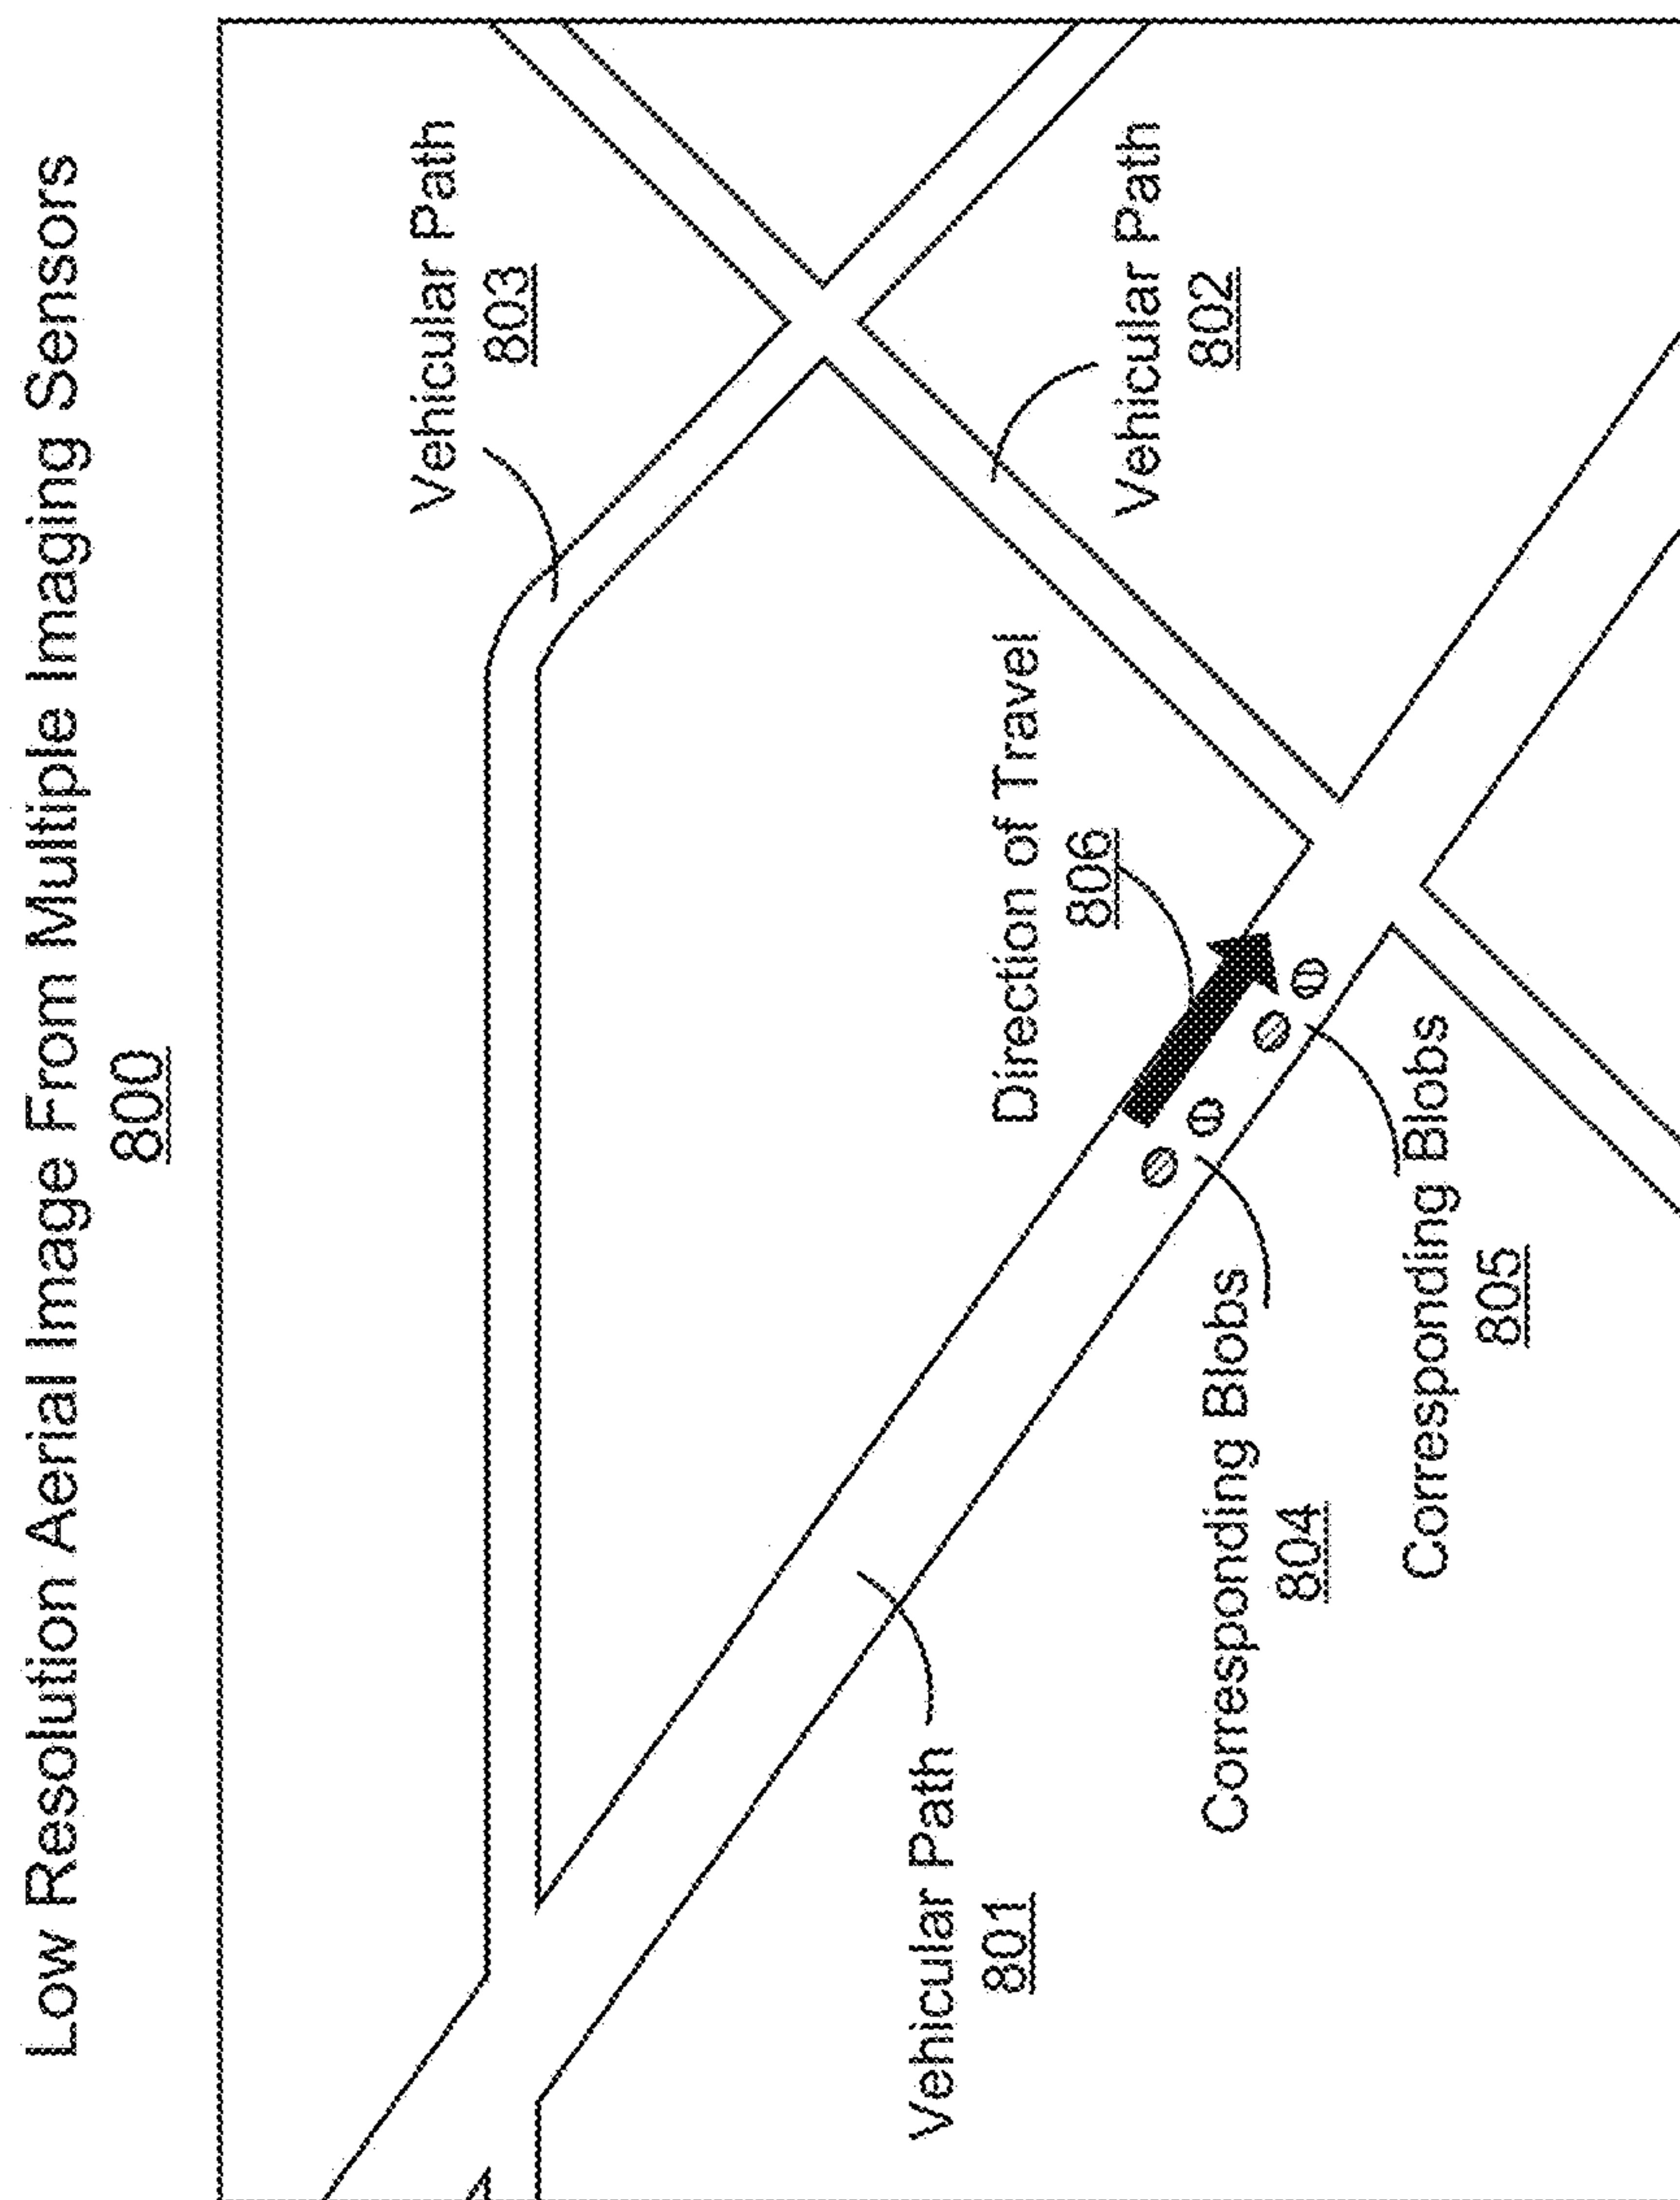 Low Resolution Aerial Image From Multiple Imaging Sensors
800
Vehicular Path
803
Vehicular Path
802
Direction of Travel
806
Vehicular Path
801
Corresponding Blobs
804
Corresponding Blobs
805